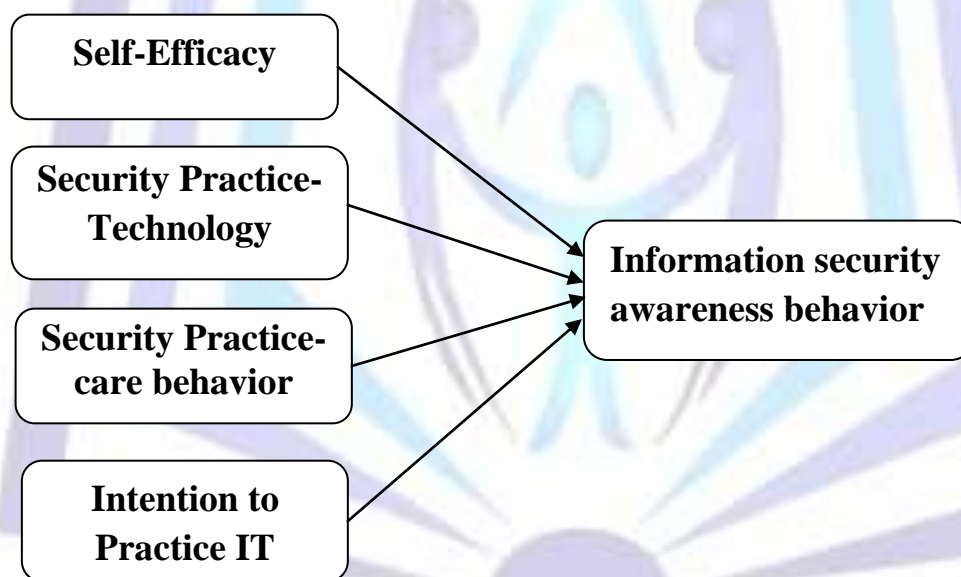 Self-Efficacy
Security Practice-
Technology
Security Practice-
care behavior
Intention to
Practice IT
Information security
awareness behavior